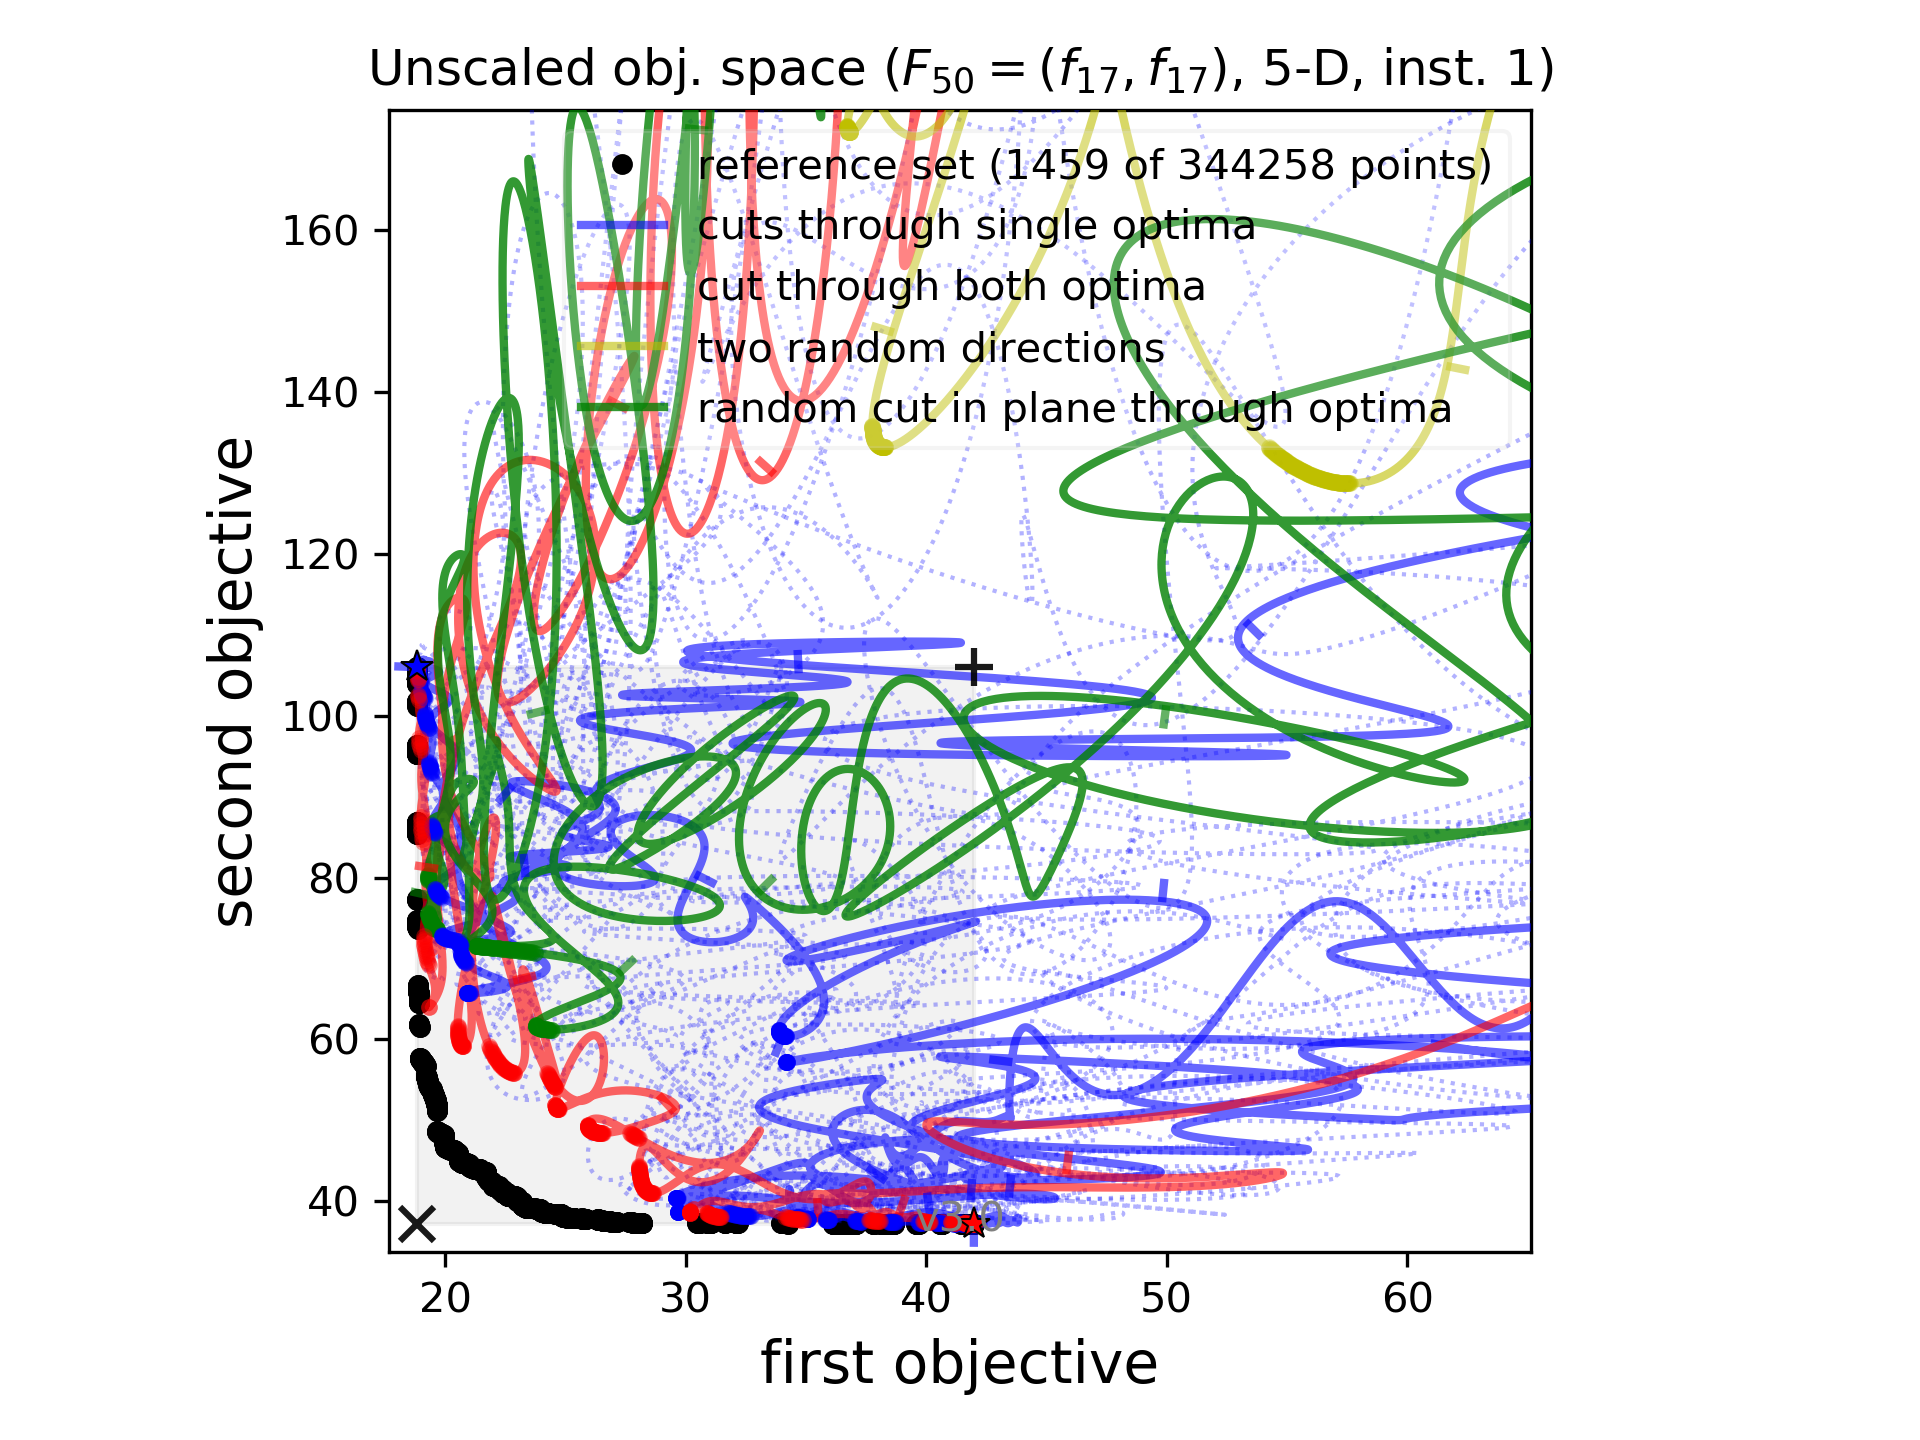 Unscaled obj. space (F₅₀ = (f₁₇, f₁₇), 5-D, inst. 1)
reference set (1459 of 344258 points)
cuts through single optima
cut through both optima
two random directions
random cut in plane through optima
second objective
160
140
120
100
80
60
40
v3.0
20 30 40 50 60
first objective